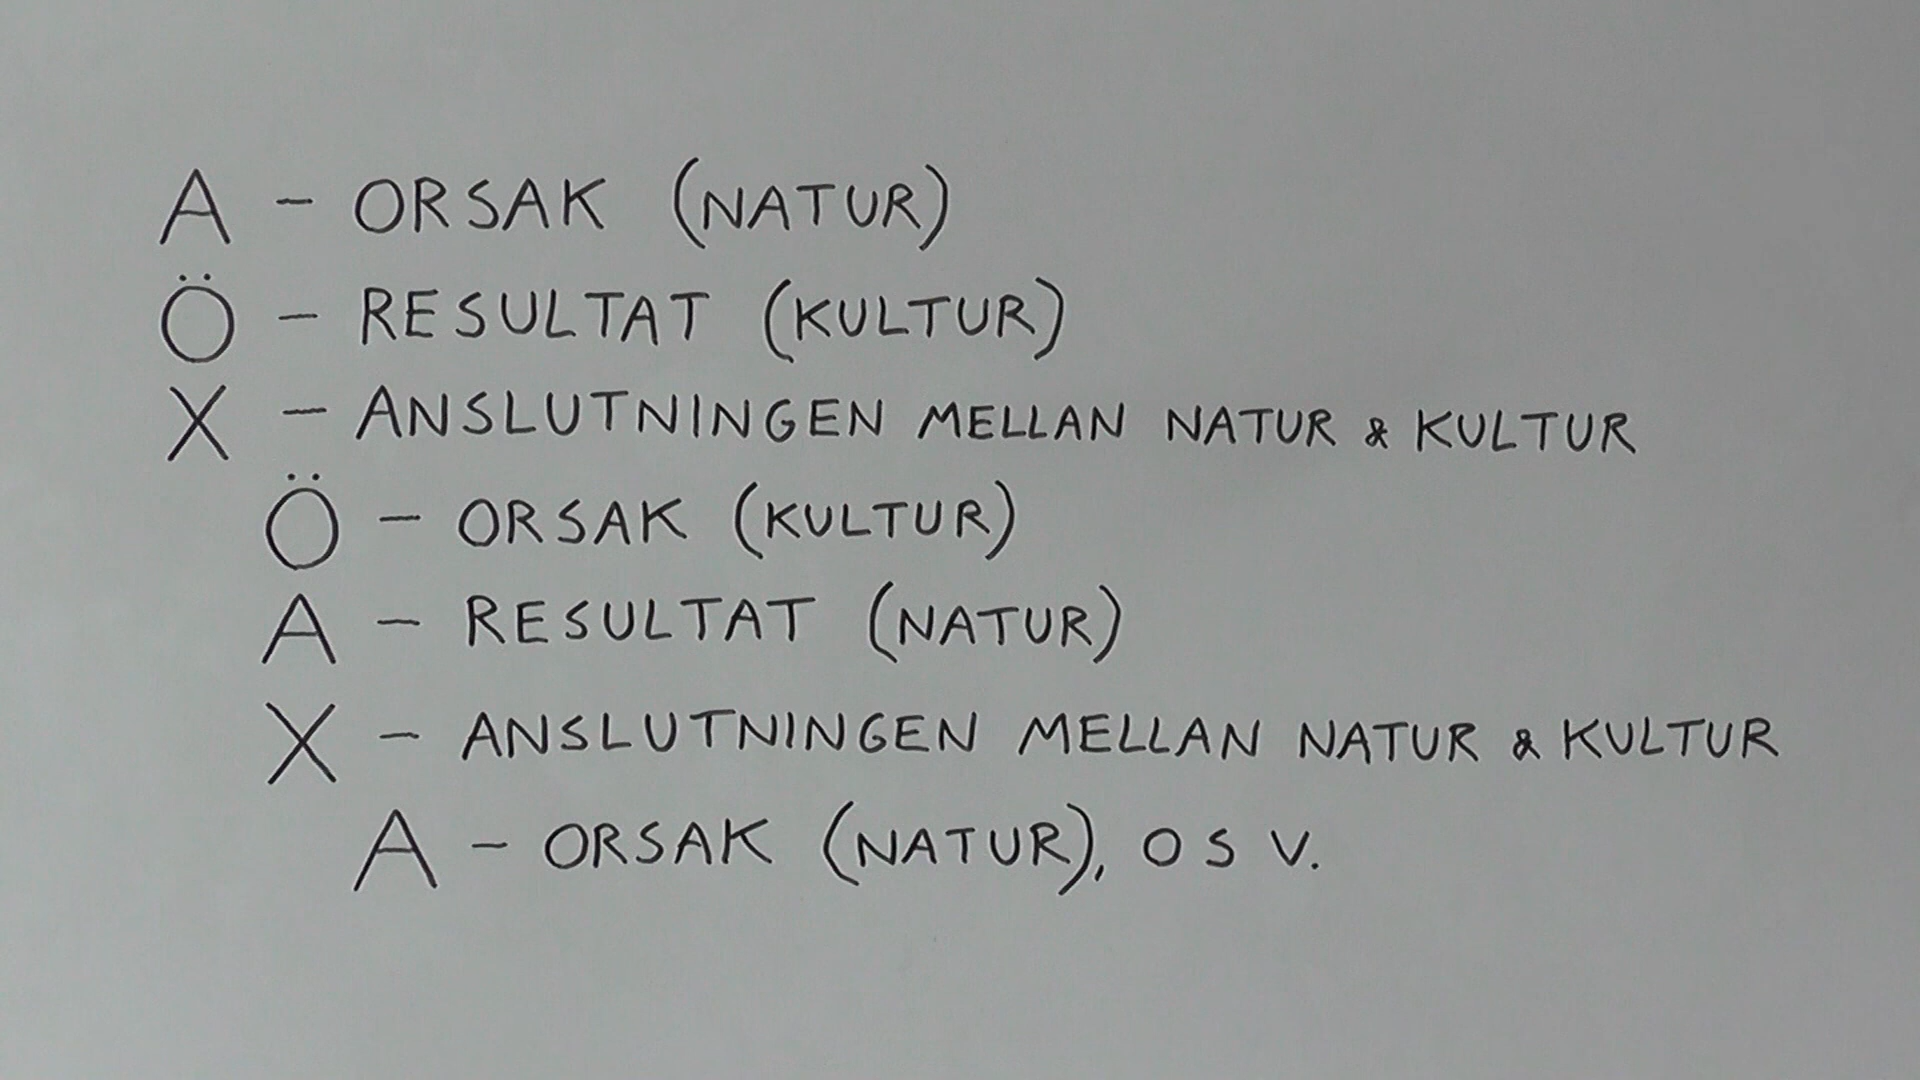 A – ORSAK (NATUR)
Ö – RESULTAT (KULTUR)
X – ANSLUTNINGEN MELLAN NATUR & KULTUR
Ö – ORSAK (KULTUR)
A – RESULTAT (NATUR)
X – ANSLUTNINGEN MELLAN NATUR & KULTUR
A – ORSAK (NATUR), O S V.